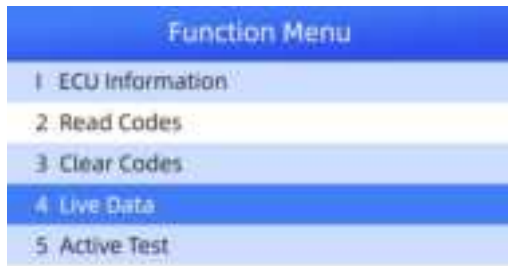 Function Menu
1 ECU Information
2 Read Codes
3 Clear Codes
4 Live Data
5 Active Test